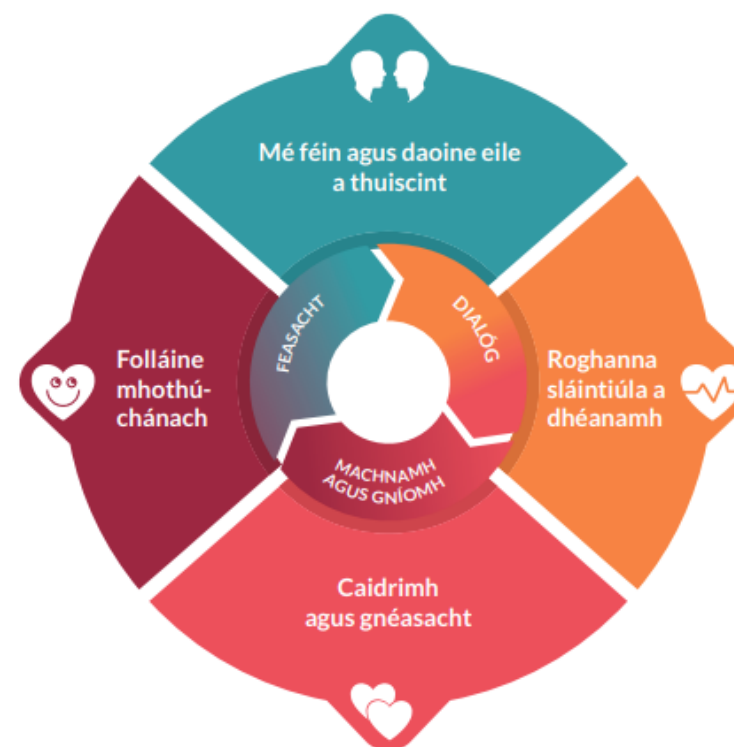 Mé féin agus daoine eile
a thuiscint
FEASACHT
DIALÓG
Folláine
mhothú-
chánach
Roghanna
sláintiúla a
dhéanamh
MACHNAMH
AGUS GNÍOMH
Caidrimh
agus gnéasacht